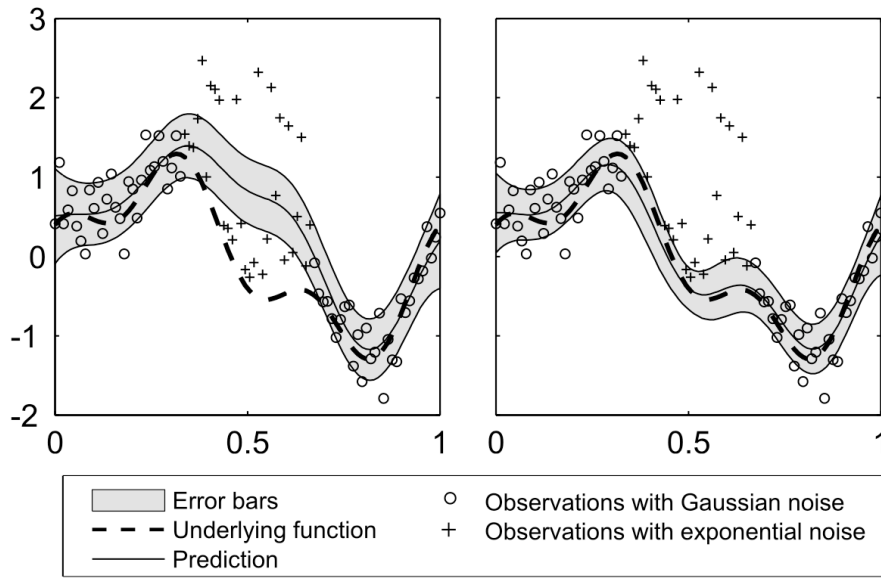 3
2
1
0
-1
-2
0 0.5 1 0 0.5 1
Error bars
Underlying function
Prediction
Observations with Gaussian noise
Observations with exponential noise